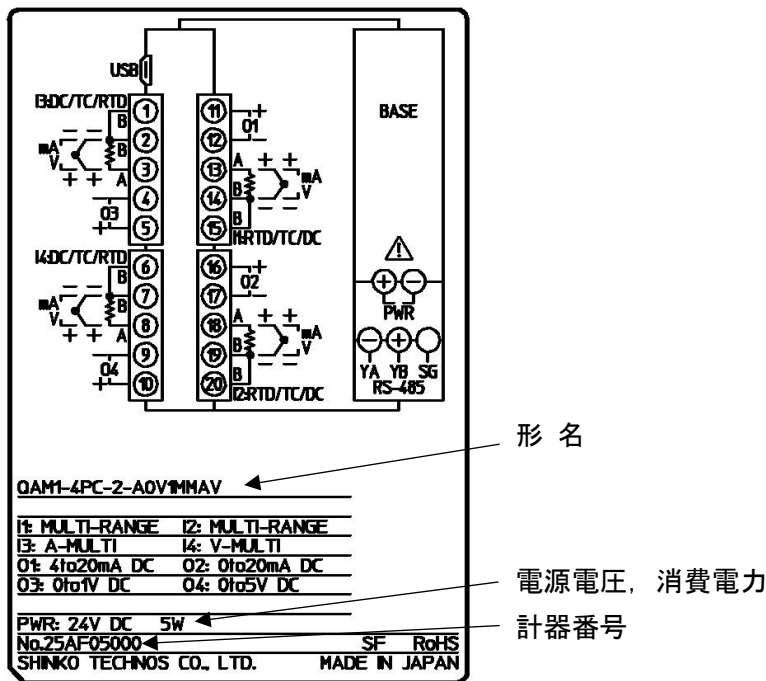 USB
I3:DC/TC/RTD
B
B
A
mA
V
− −
+ +
O3
−
+
I4:DC/TC/RTD
B
B
A
mA
V
− −
+ +
O4
−
+
① ② ③ ④ ⑤
⑥ ⑦ ⑧ ⑨ ⑩
⑪ ⑫ ⑬ ⑭ ⑮
⑯ ⑰ ⑱ ⑲ ⑳
+
O1
−
A
B
B
+ +
mA
V
− −
I1:RTD/TC/DC
+
O2
−
A
B
B
+ +
mA
V
− −
I2:RTD/TC/DC
BASE
+ −
PWR
− +
YA YB SG
RS-485
形 名
QAM1-4PC-2-A0V1MMAV
I1: MULTI-RANGE I2: MULTI-RANGE
I3: A-MULTI I4: V-MULTI
O1: 4to20mA DC O2: 0to20mA DC
O3: 0to1V DC O4: 0to5V DC
電源電圧, 消費電力
PWR: 24V DC 5W
計器番号
No.25AF05000 SF RoHS
SHINKO TECHNOS CO., LTD. MADE IN JAPAN